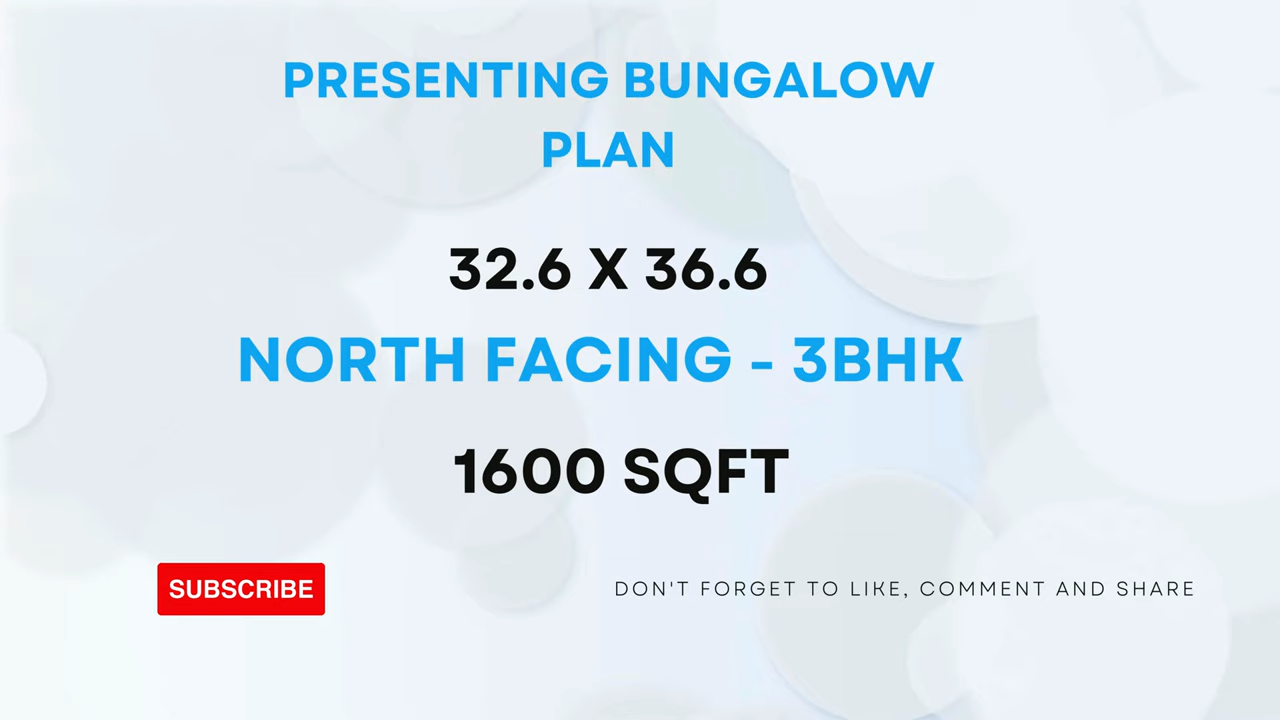 PRESENTING BUNGALOW
PLAN
32.6 X 36.6
NORTH FACING - 3BHK
1600 SQFT
SUBSCRIBE
DON'T FORGET TO LIKE, COMMENT AND SHARE